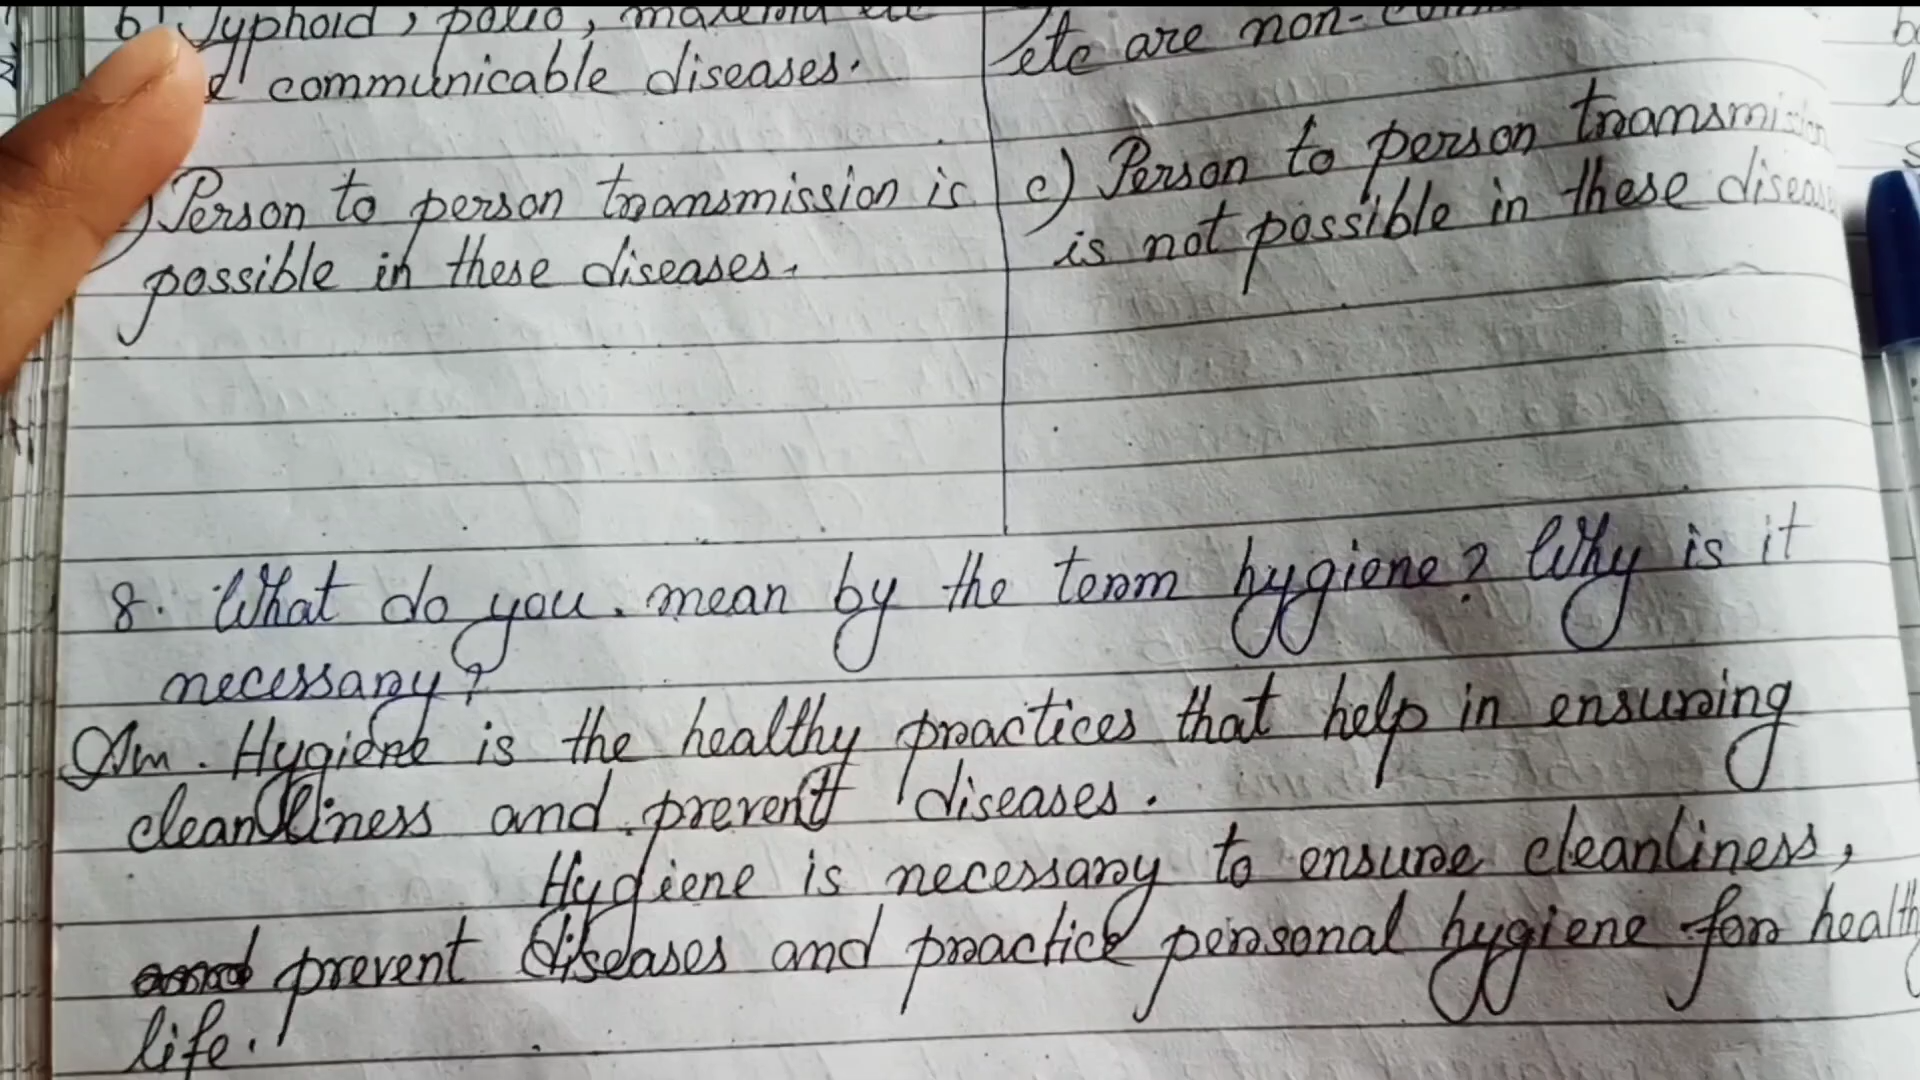 b) Typhoid, polio, malaria etc
communicable diseases.
Person to person transmission is
possible in these diseases.
etc are non-
c) Person to person transmission
is not possible in these diseases
8. What do you mean by the term hygiene? Why is it
necessary?
Ans. Hygiene is the healthy practices that help in ensuring
cleanliness and prevent diseases.
Hygiene is necessary to ensure cleanliness,
prevent diseases and practice personal hygiene for healthy
life.